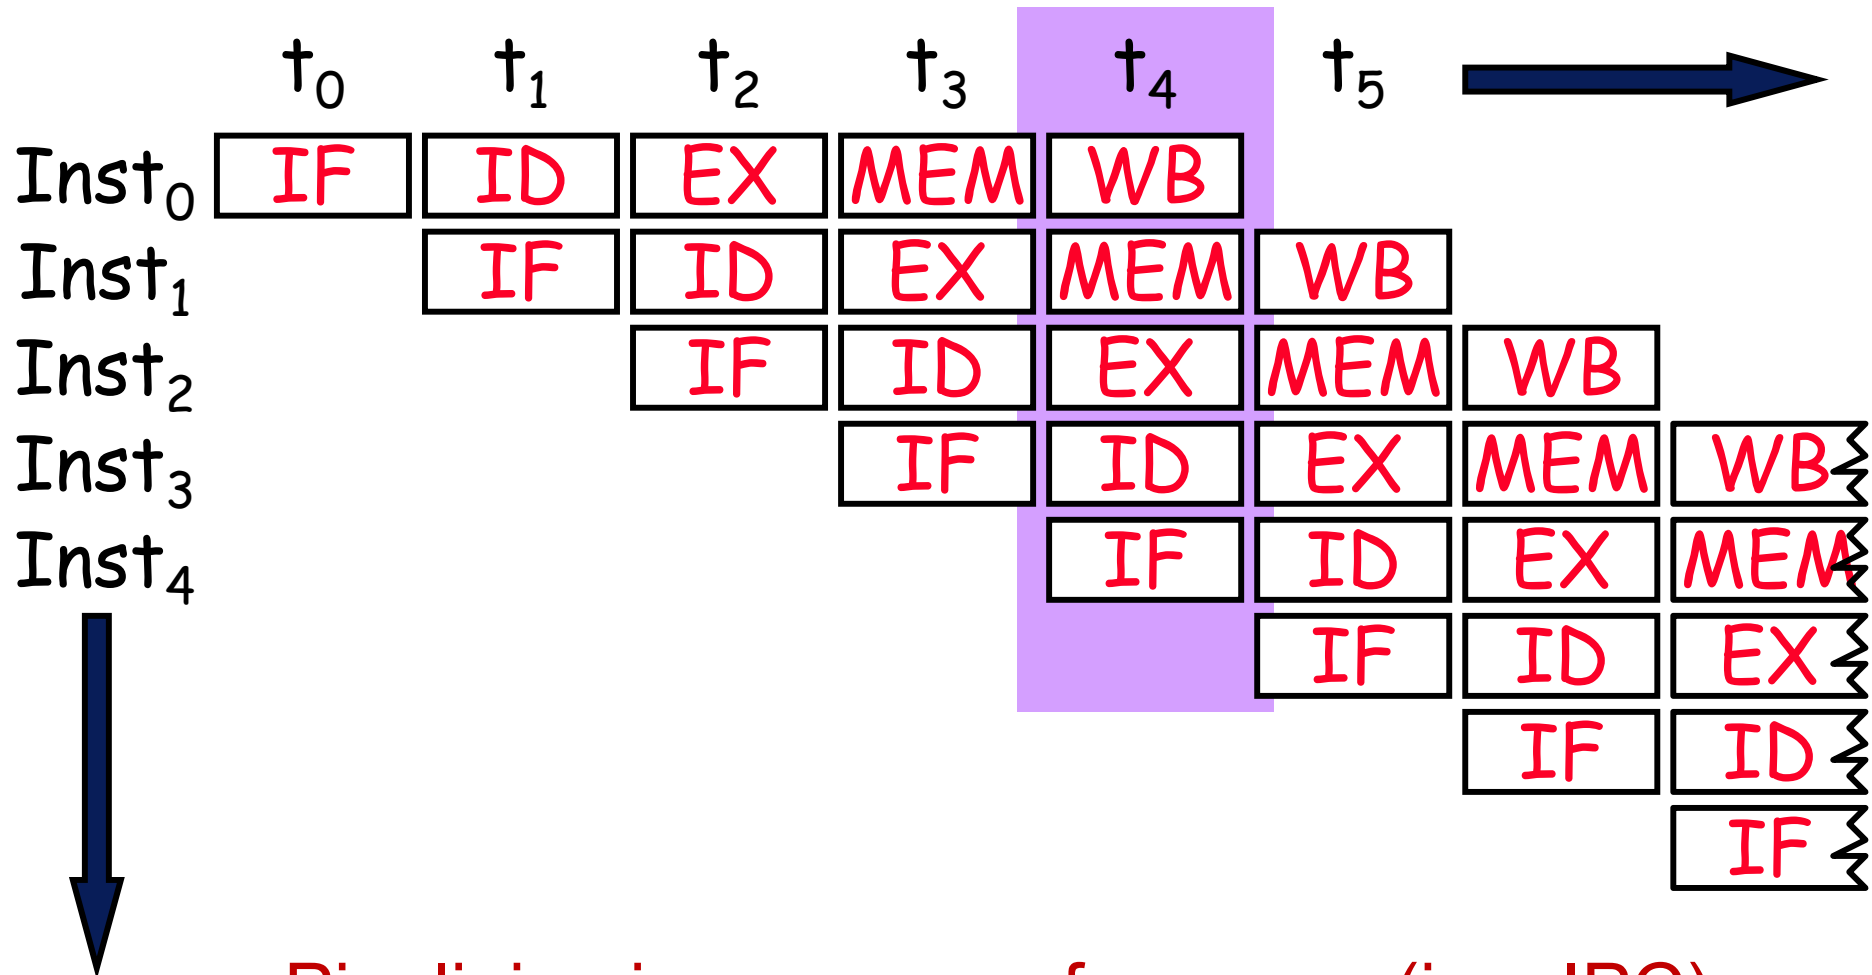 t0 t1 t2 t3 t4 t5
Inst0 IF ID EX MEM WB
Inst1 IF ID EX MEM WB
Inst2 IF ID EX MEM WB
Inst3 IF ID EX MEM WB
Inst4 IF ID EX MEM
IF ID EX
IF ID
IF